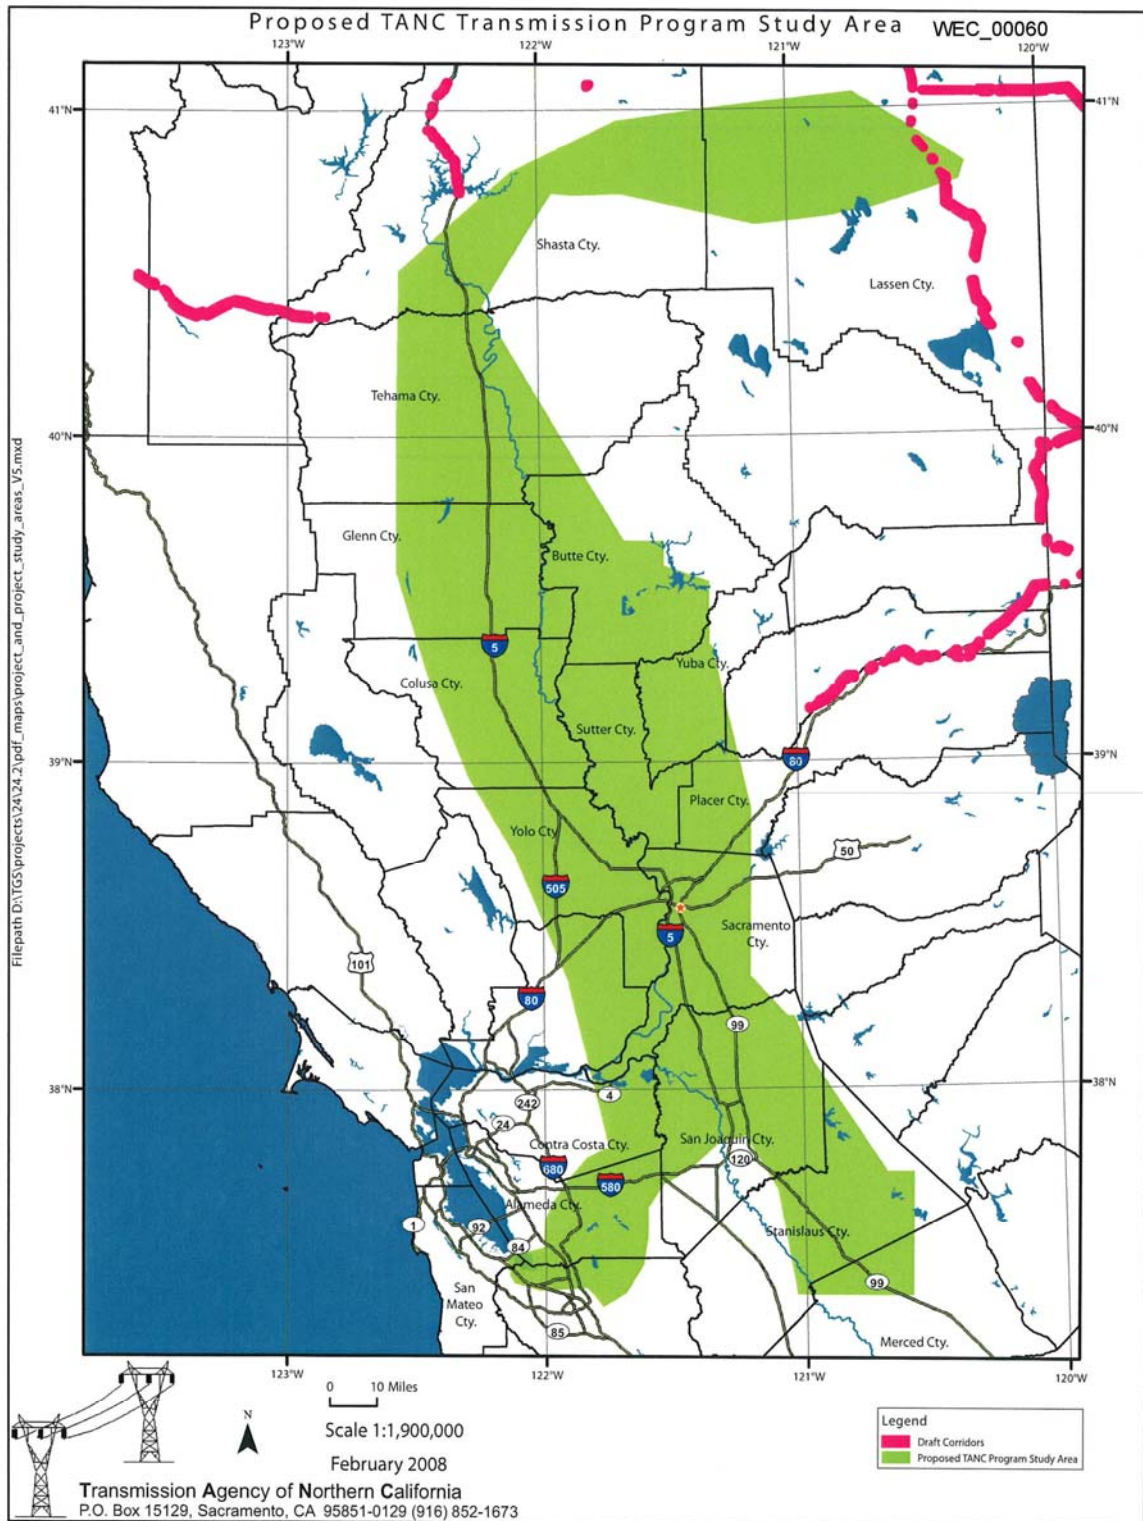 Proposed TANC Transmission Program Study Area WEC_00060
123°W 122°W 121°W 120°W
41°N 41°N
Shasta Cty.
Lassen Cty.
Tehama Cty.
40°N 40°N
Glenn Cty.
Butte Cty.
5
Yuba Cty.
Colusa Cty.
Sutter Cty.
39°N 80 39°N
Placer Cty.
Yolo Cty
50
505
Sacramento
Cty.
5
101
80
99
38°N 38°N
242 4
24
Contra Costa Cty. San Joaquin Cty.
680 120
580
Alameda Cty.
1 92 Stanislaus Cty.
84
99
San
Mateo
Cty.
85
Merced Cty.
123°W 122°W 121°W 120°W
Filepath D:\TGS\projects\24\24.2\pdf_maps\project_and_project_study_areas_V5.mxd
0 10 Miles
N
Scale 1:1,900,000
February 2008
Legend
Draft Corridors
Proposed TANC Program Study Area
Transmission Agency of Northern California
P.O. Box 15129, Sacramento, CA 95851-0129 (916) 852-1673